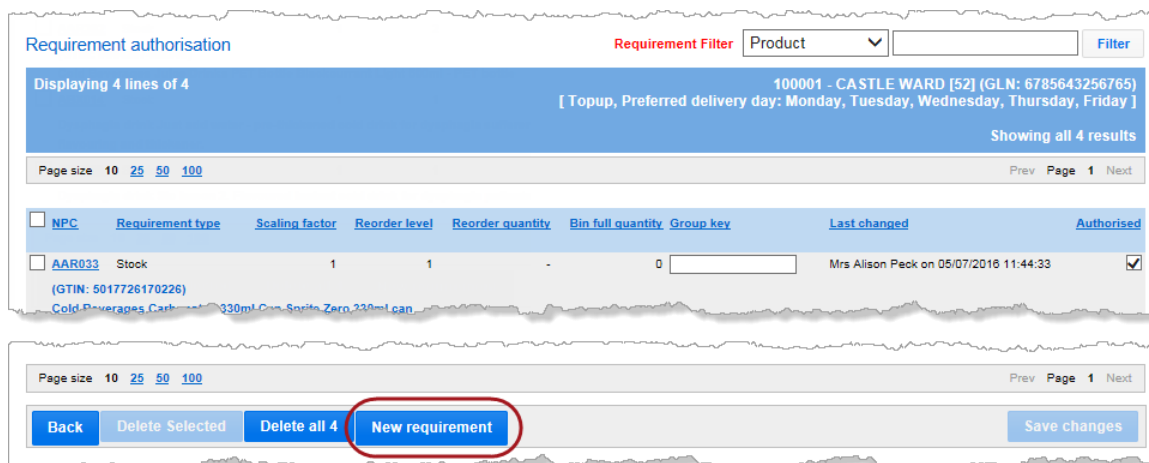 Requirement authorisation Requirement Filter Product Filter
Displaying 4 lines of 4 100001 - CASTLE WARD [52] (GLN: 6785643256765)
[ Topup, Preferred delivery day: Monday, Tuesday, Wednesday, Thursday, Friday ]
Showing all 4 results
Page size 10 25 50 100 Prev Page 1 Next
NPC Requirement type Scaling factor Reorder level Reorder quantity Bin full quantity Group key Last changed Authorised
AAR033 Stock 1 1 - 0 Mrs Alison Peck on 05/07/2016 11:44:33
(GTIN: 5017726170226)
Cold Beverages 330ml Can Sprite Zero 330ml can
Page size 10 25 50 100 Prev Page 1 Next
Back Delete Selected Delete all 4 New requirement Save changes